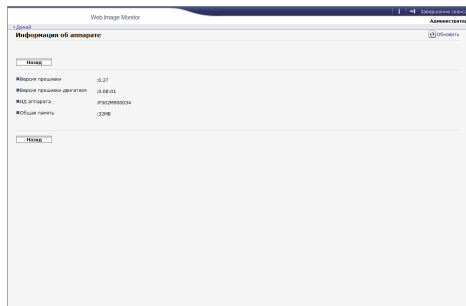 Завершение сеанса
Web Image Monitor
Администратор
Домой
Информация об аппарате
Обновить
Назад
Версия прошивки :0.27
Версия прошивки двигателя :0.08:01
ИД аппарата :P502M900034
Общая память :32MB
Назад